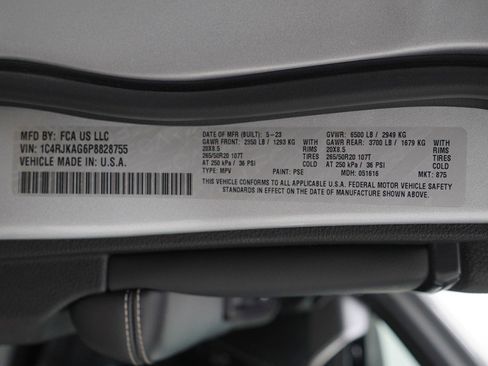 MFD BY: FCA US LLC
VIN: 1C4RJKAG6P8828755
VEHICLE MADE IN: U.S.A.
DATE OF MFR (BUILT): 5-23 GVWR: 6500 LB / 2949 KG
GAWR FRONT: 2950 LB / 1293 KG WITH GAWR REAR: 3700 LB / 1679 KG WITH
20X8.5 RIMS 20X8.5 RIMS
265/50R20 107T TIRES 265/50R20 107T TIRES
AT 250 kPa / 36 PSI AT 250 kPa / 36 PSI
TYPE: MPV PAINT: PSE MDH: 051616 MKT: 875
THIS VEHICLE CONFORMS TO ALL APPLICABLE U.S.A. FEDERAL MOTOR VEHICLE SAFETY
STANDARDS IN EFFECT ON THE DATE OF MANUFACTURE SHOWN ABOVE.